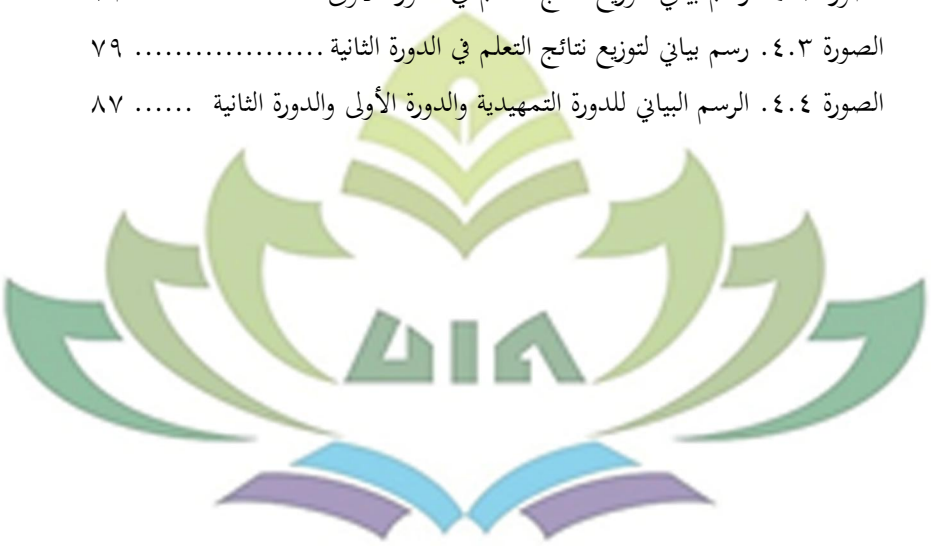 الصورة ٤.٣. رسم بياني لتوزيع نتائج التعلم في الدورة الثانية ................... ٧٩
الصورة ٤.٤. الرسم البياني للدورة التمهيدية والدورة الأولى والدورة الثانية ...... ٨٧